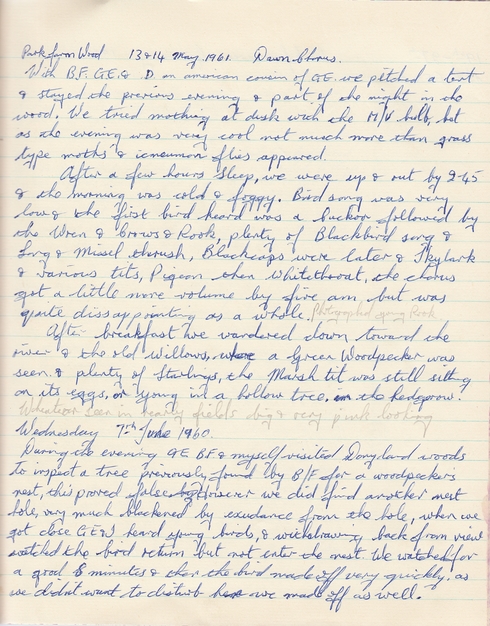 Park farm Wood 13 & 14 May 1961. Dawn Chorus.
With B.F. G.E. & D. an american cousin of GE. we pitched a tent
& stayed the previous evening & part of the night in the
wood. We tried mothing at dusk with the M/V bulb, but
as the evening was very cool not much more than grass
type moths & icneumon flies appeared.
After a few hours sleep, we were up & out by 2-45
& the morning was cold & foggy. Bird song was very
low & the first bird heard was a Cuckoo followed by
the Wren & Crows & Rook, plenty of Blackbird song &
Song & Missel thrush, Blackcaps were later & Skylark
& various tits, Pigeon then Whitethroat, the chorus
got a little more volume by five am, but was
quite dissappointing as a whole. Photographed young Rook
After breakfast we wandered down toward the
river & the old Willows, where a Green Woodpecker was
seen & plenty of Starlings, the Marsh tit was still sitting
on its eggs, or young in a hollow tree, in the hedgerow.
Wheatear seen in nearby fields big & very pink looking
Wednesday 7th June 1960.
During the evening GE BF & myself visited Donyland woods
to inspect a tree previously found by B/F for a woodpeckers
nest, this proved false. However we did find another nest
hole, very much blackened by exudance from the hole, when we
got close GE & I heard young birds, & withdrawing back from view
watched the bird return but not enter the nest. We watched for
a good 5 minutes & then the bird made off very quickly, as
we didn't want to disturb her we made off as well.